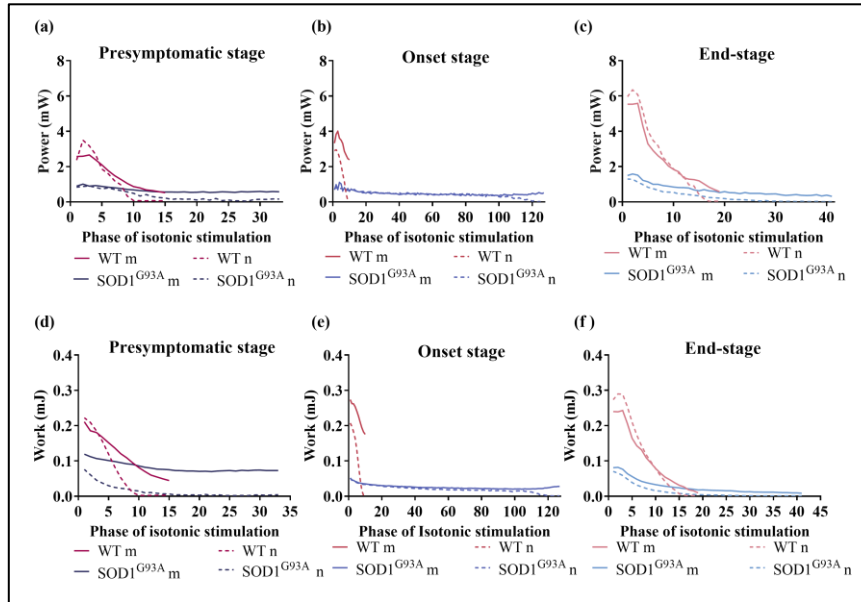 (a)
Presymptomatic stage
Power (mW)
8
6
4
2
0
0 5 10 15 20 25 30
Phase of isotonic stimulation
WT m WT n
SOD1G93A m SOD1G93A n
(b)
Onset stage
Power (mW)
8
6
4
2
0
0 20 40 60 80 100 120
Phase of isotonic stimulation
WT m WT n
SOD1G93A m SOD1G93A n
(c)
End-stage
Power (mW)
8
6
4
2
0
0 10 20 30 40
Phase of isotonic stimulation
WT m WT n
SOD1G93A m SOD1G93A n
(d)
Presymptomatic stage
Work (mJ)
0.4
0.3
0.2
0.1
0.0
0 5 10 15 20 25 30 35
Phase of isotonic stimulation
WT m WT n
SOD1G93A m SOD1G93A n
(e)
Onset stage
Work (mJ)
0.4
0.3
0.2
0.1
0.0
0 20 40 60 80 100 120
Phase of Isotonic stimulation
WT m WT n
SOD1G93A m SOD1G93A n
(f )
End-stage
Work (mJ)
0.4
0.3
0.2
0.1
0.0
0 5 10 15 20 25 30 35 40 45
Phase of isotonic stimulation
WT m WT n
SOD1G93A m SOD1G93A n